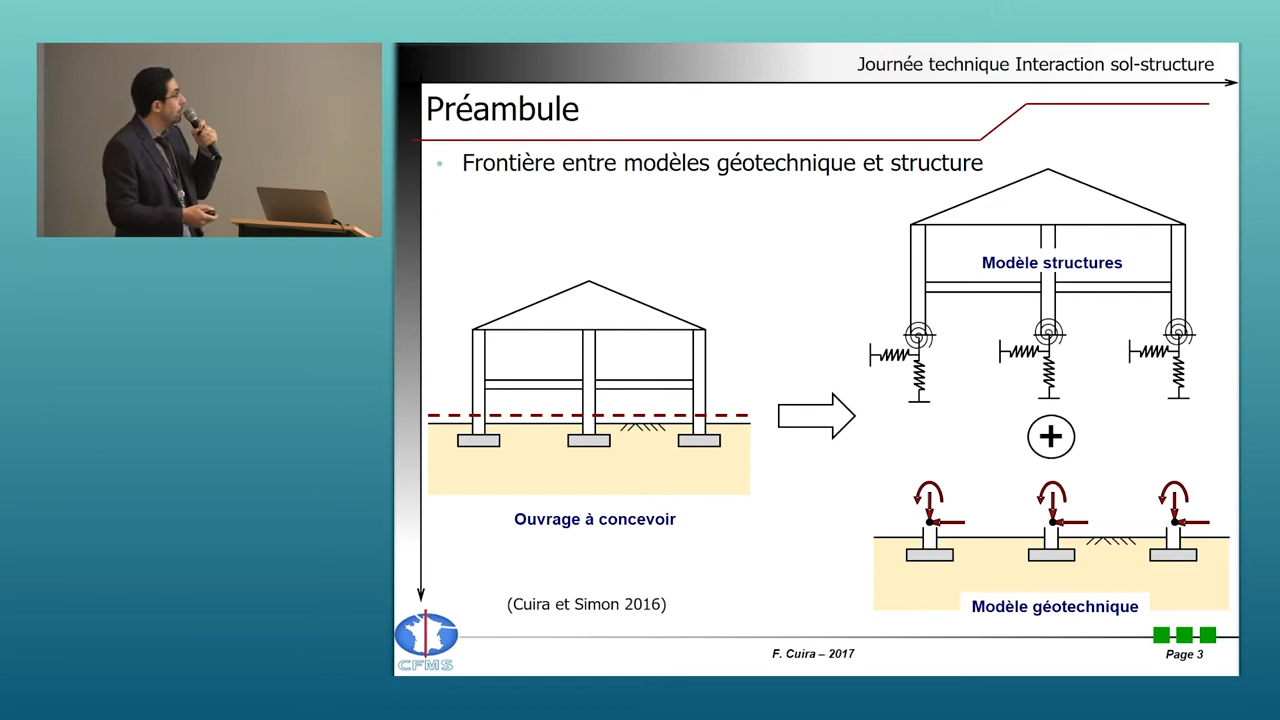 Journée technique Interaction sol-structure
Préambule
• Frontière entre modèles géotechnique et structure
Modèle structures
+
Ouvrage à concevoir
Modèle géotechnique
(Cuira et Simon 2016)
CFMS
F. Cuira – 2017
Page 3